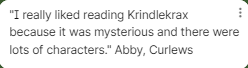 "I really liked reading Krindlekrax
because it was mysterious and there were
lots of characters." Abby, Curlews